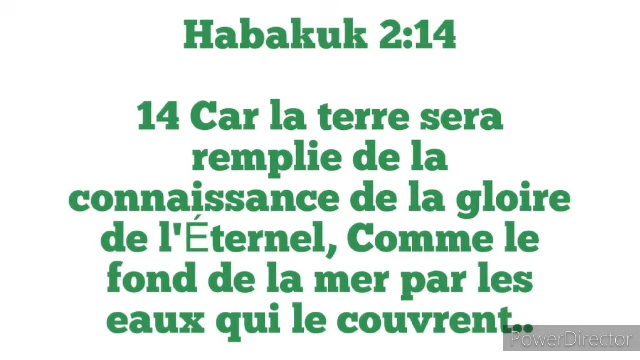 Habakuk 2:14
14 Car la terre sera
remplie de la
connaissance de la gloire
de l'Éternel, Comme le
fond de la mer par les
eaux qui le couvrent..
PowerDirector